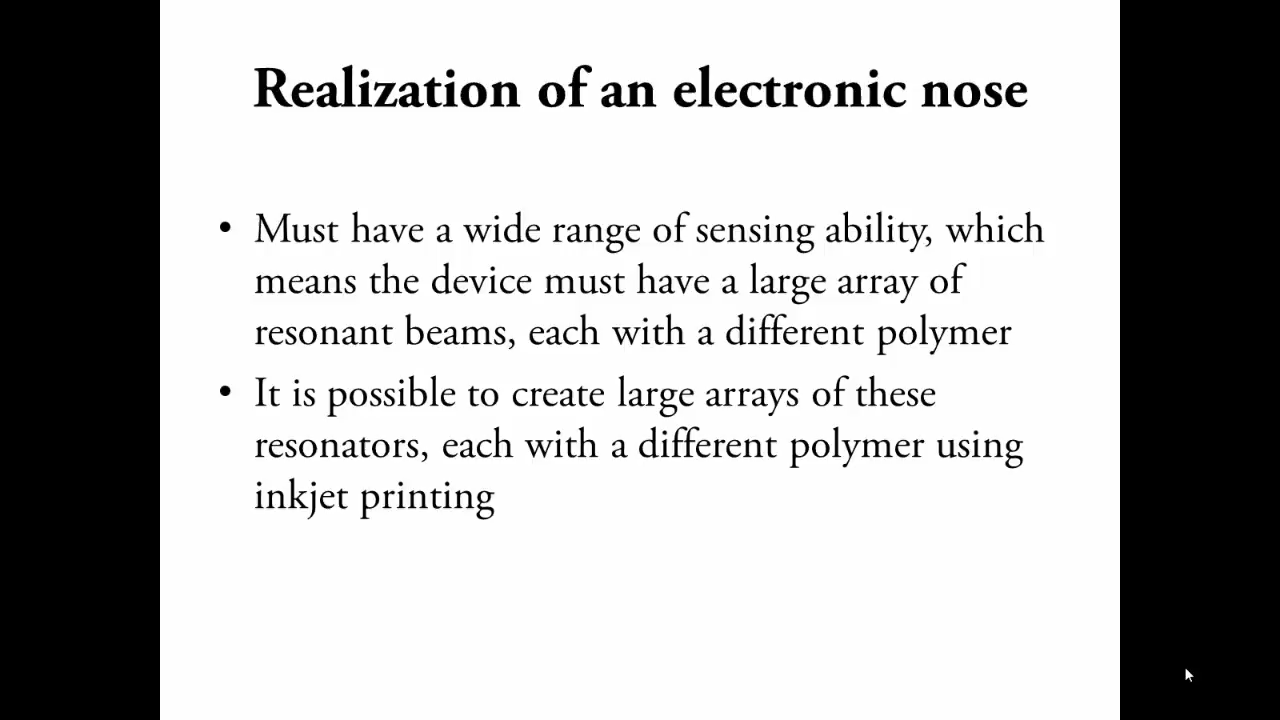 Realization of an electronic nose
• Must have a wide range of sensing ability, which
means the device must have a large array of
resonant beams, each with a different polymer
• It is possible to create large arrays of these
resonators, each with a different polymer using
inkjet printing